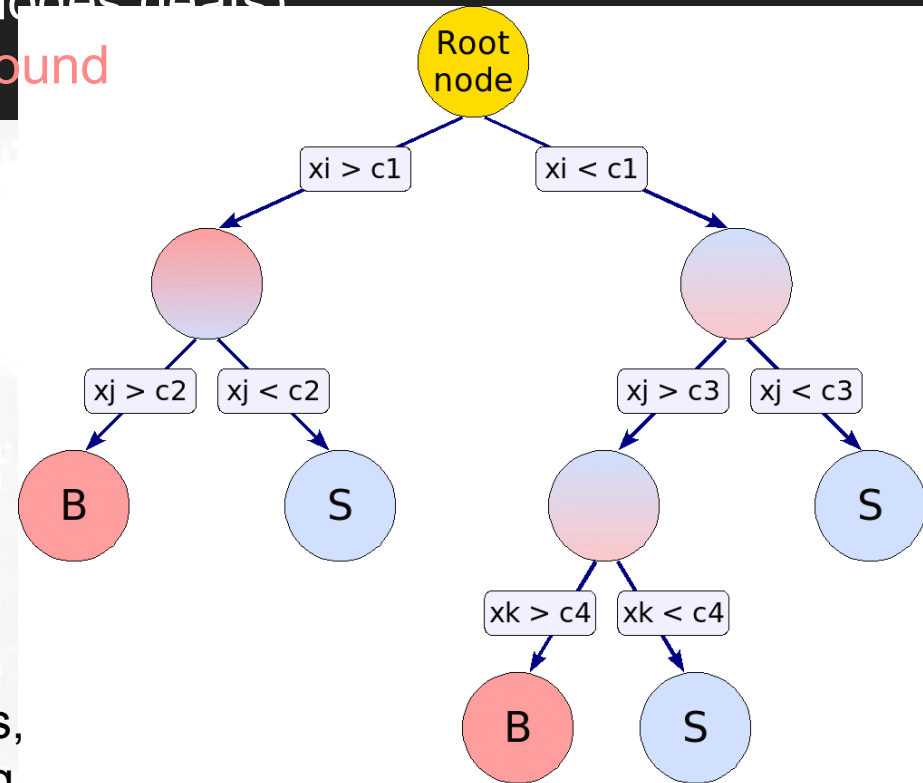 ound
Root
node
xi > c1
xi < c1
xj > c2
xj < c2
xj > c3
xj < c3
B
S
S
xk > c4
xk < c4
B
S
s,